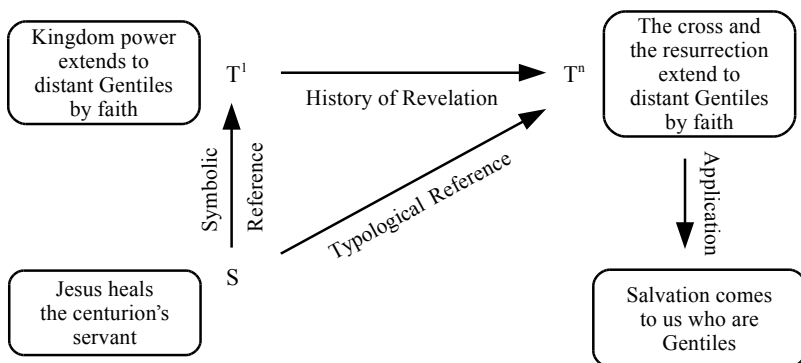 Kingdom power
extends to
distant Gentiles
by faith
T¹
History of Revelation
Tⁿ
The cross and
the resurrection
extend to
distant Gentiles
by faith
Symbolic
Reference
Typological Reference
Application
S
Jesus heals
the centurion’s
servant
Salvation comes
to us who are
Gentiles